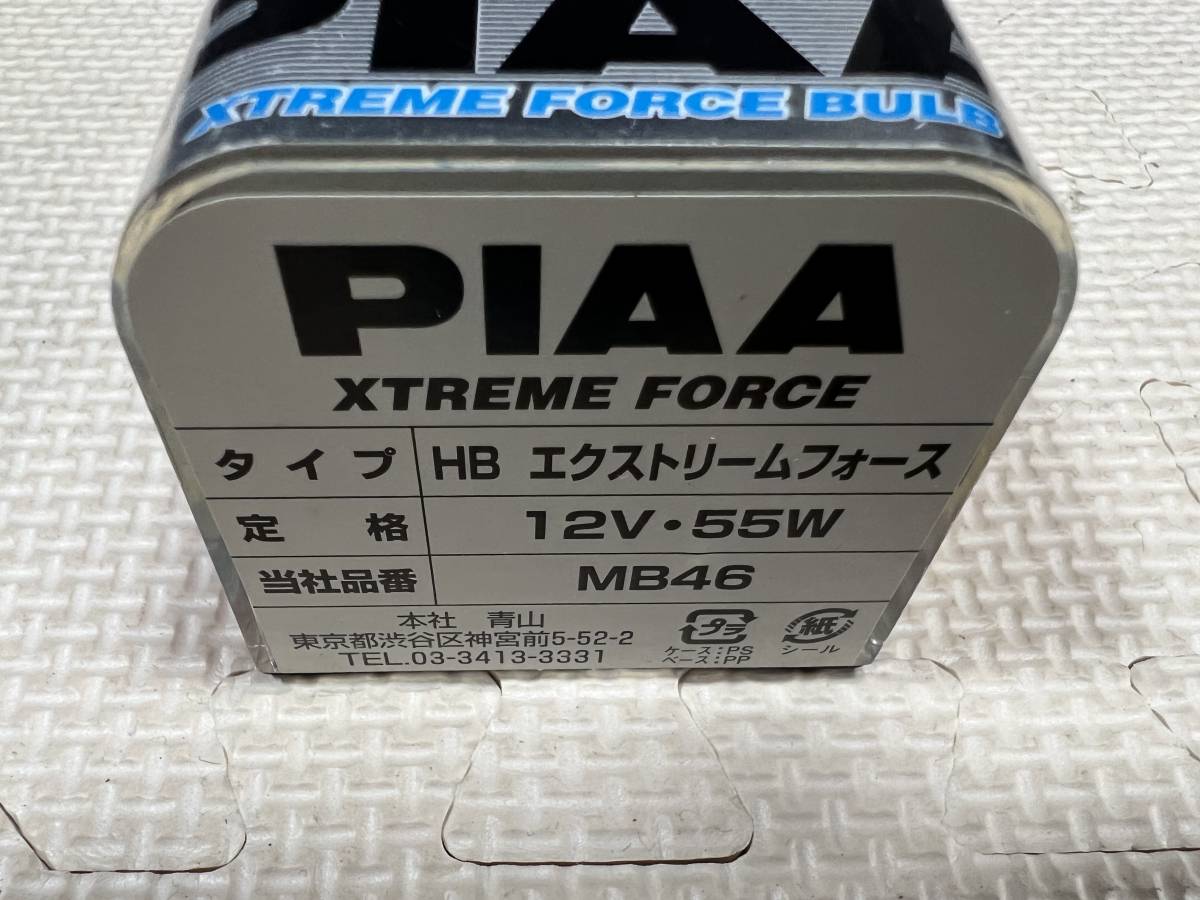 PIAA
XTREME FORCE BULB
PIAA
XTREME FORCE
タイプ HB エクストリームフォース
定格 12V・55W
当社品番 MB46
本社 青山
東京都渋谷区神宮前5-52-2
TEL.03-3413-3331
プラ
ケース:PS
ベース:PP
紙
シール